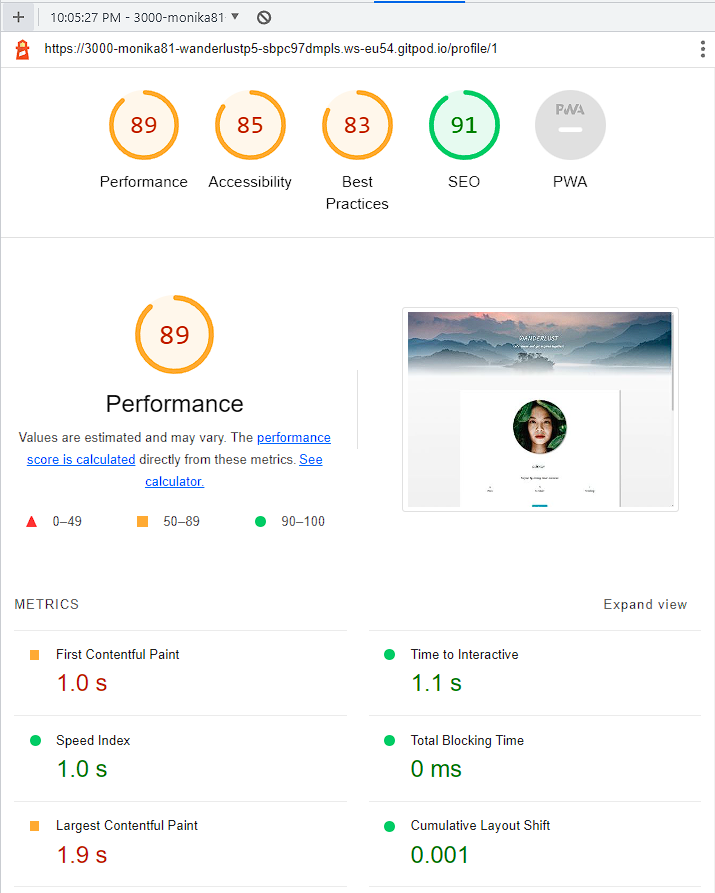 10:05:27 PM - 3000-monika81
https://3000-monika81-wanderlustp5-sbpc97dmpls.ws-eu54.gitpod.io/profile/1
89
85
83
91
PWA
Performance
Accessibility
Best
Practices
SEO
PWA
89
WANDERLUST
Performance
Values are estimated and may vary. The performance
score is calculated directly from these metrics. See
calculator.
0–49
50–89
90–100
METRICS
Expand view
First Contentful Paint
1.0 s
Time to Interactive
1.1 s
Speed Index
1.0 s
Total Blocking Time
0 ms
Largest Contentful Paint
1.9 s
Cumulative Layout Shift
0.001